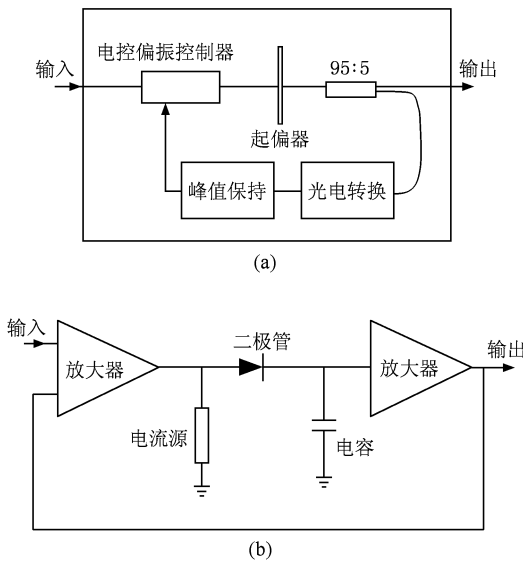 电控偏振控制器
输入
95:5
输出
起偏器
峰值保持
光电转换
(a)
输入
放大器
二极管
放大器
输出
电流源
电容
(b)